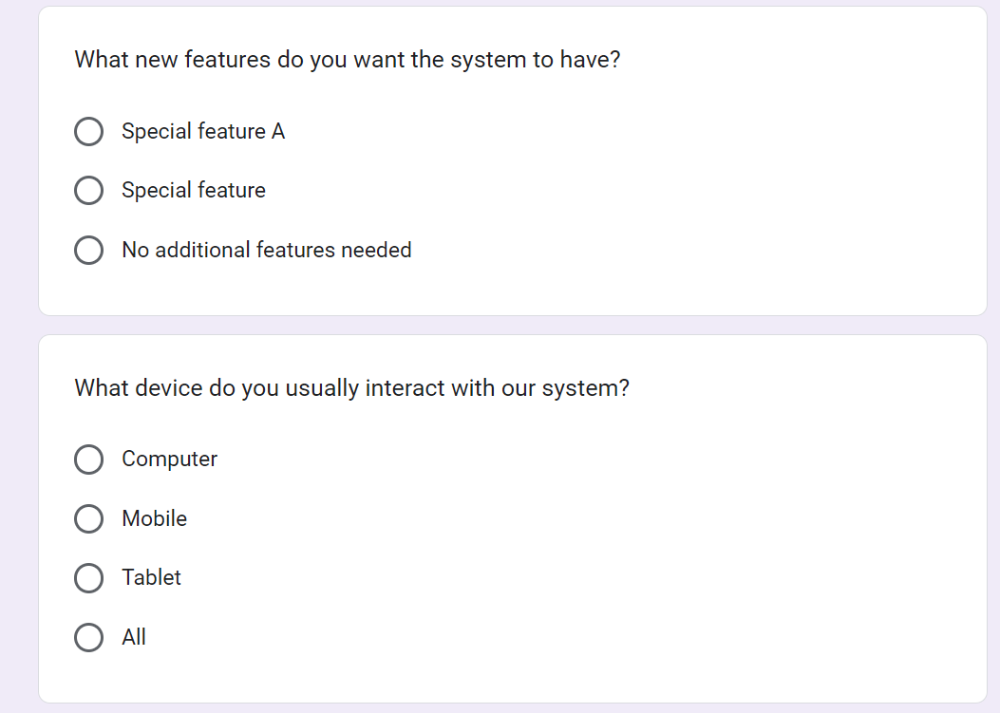 What new features do you want the system to have?
Special feature A
Special feature
No additional features needed
What device do you usually interact with our system?
Computer
Mobile
Tablet
All